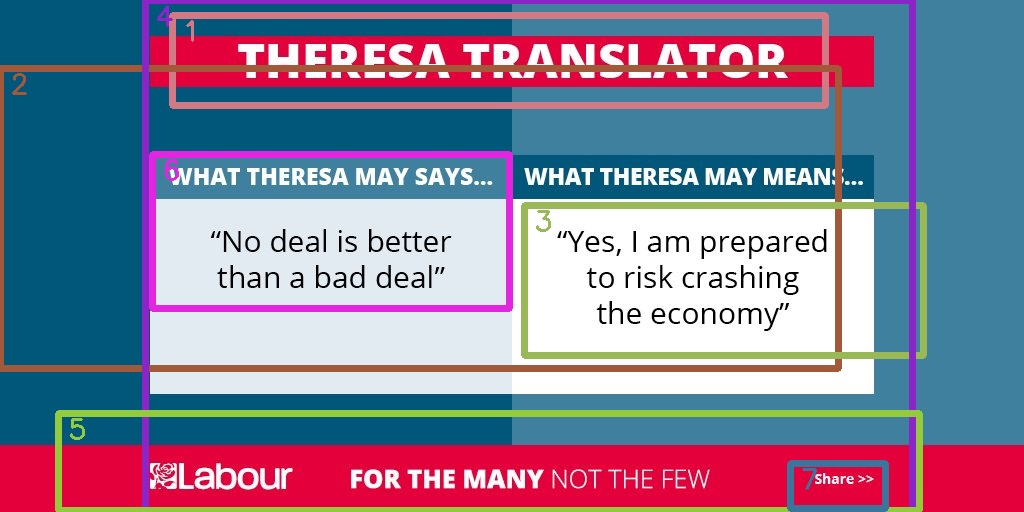 THERESA TRANSLATOR
WHAT THERESA MAY SAYS...
“No deal is better
than a bad deal”
WHAT THERESA MAY MEANS...
“Yes, I am prepared
to risk crashing
the economy”
Labour
FOR THE MANY NOT THE FEW
Share >>
1
2
3
4
5
6
7